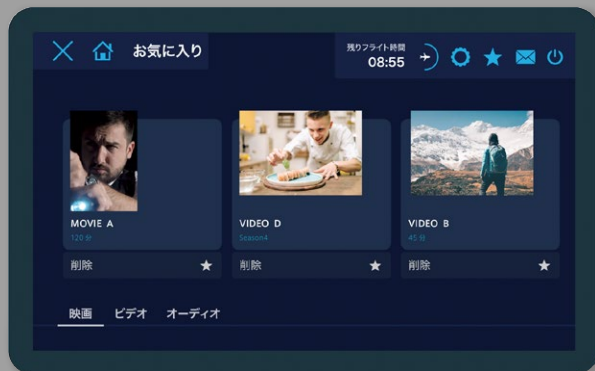 お気に入り
残りフライト時間
08:55
MOVIE A
120 分
VIDEO D
Season4
VIDEO B
45 分
削除
削除
削除
映画 ビデオ オーディオ